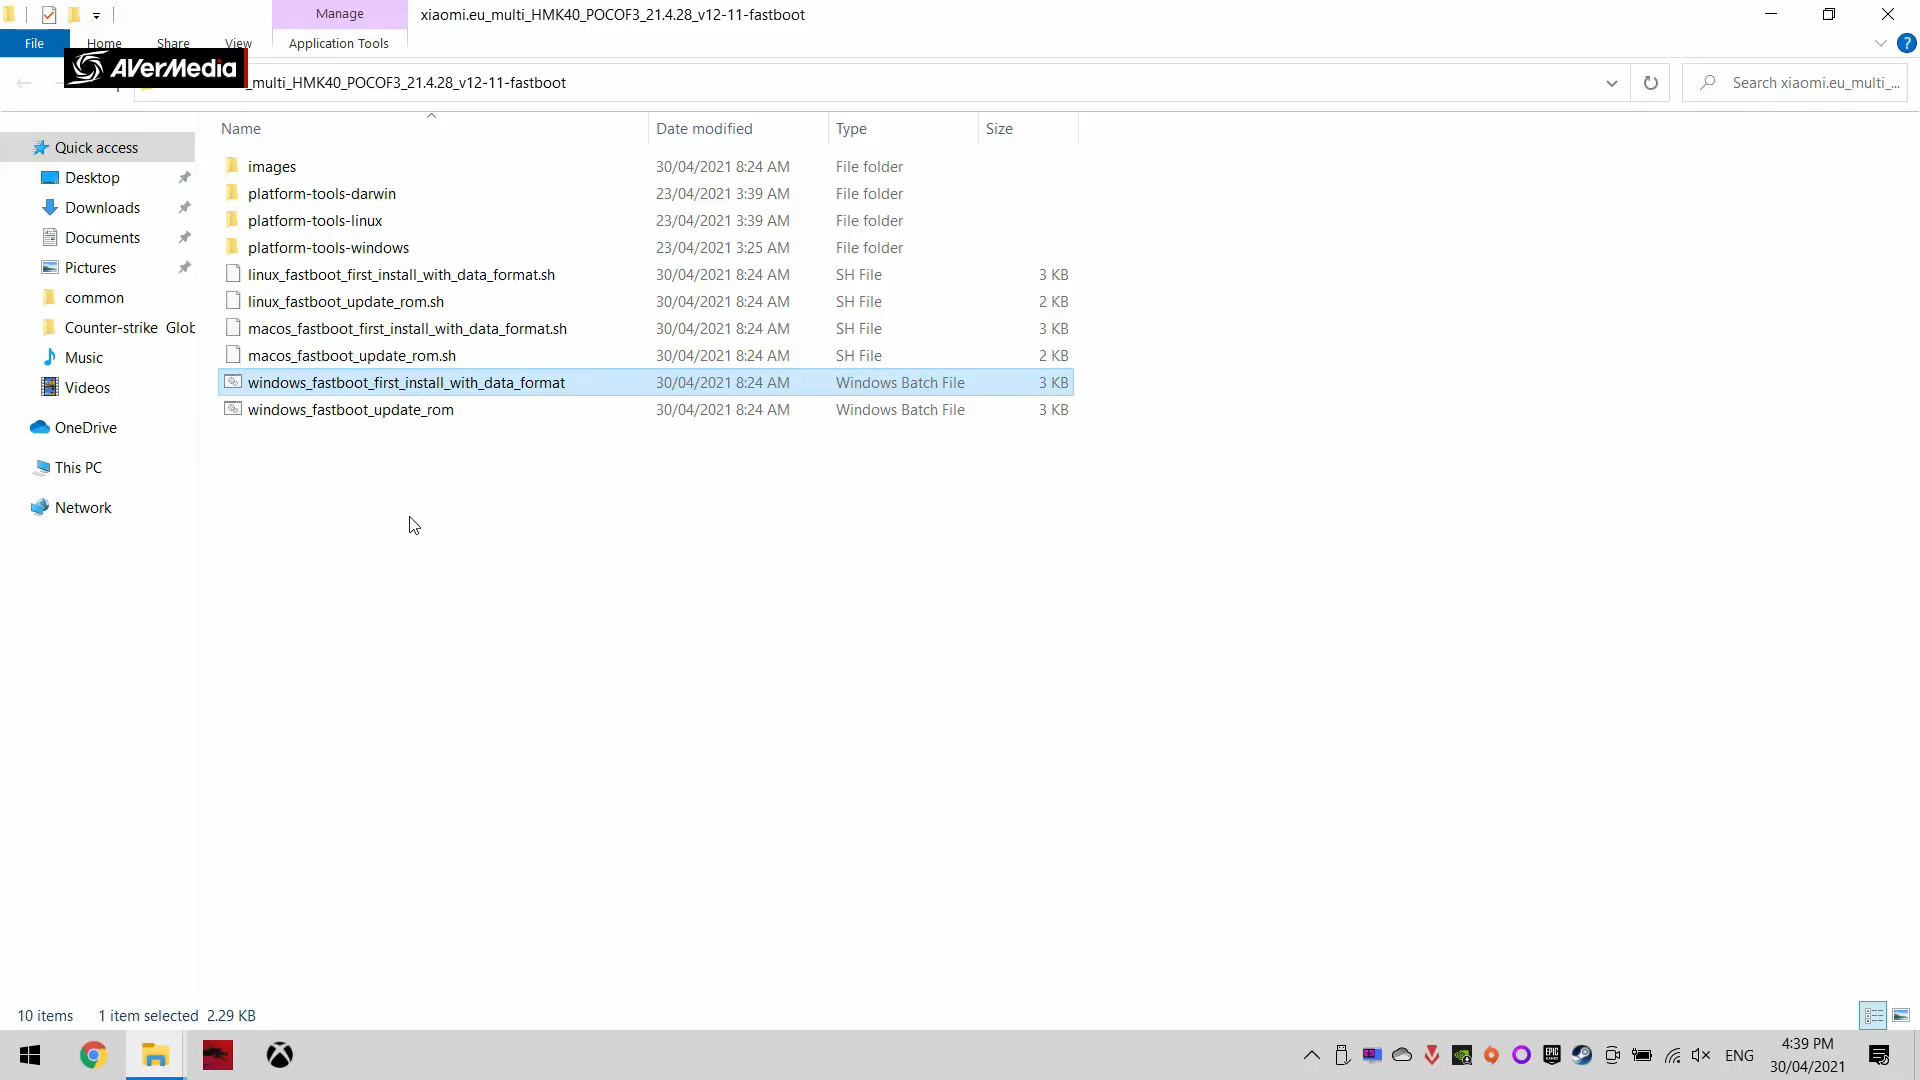 Manage
xiaomi.eu_multi_HMK40_POCOF3_21.4.28_v12-11-fastboot
File
Home
Share
View
Application Tools
AVerMedia
_multi_HMK40_POCOF3_21.4.28_v12-11-fastboot
Search xiaomi.eu_multi_...
Name
Date modified
Type
Size
Quick access
Desktop
Downloads
Documents
Pictures
common
Counter-strike Glob
Music
Videos
OneDrive
This PC
Network
images 30/04/2021 8:24 AM File folder
platform-tools-darwin 23/04/2021 3:39 AM File folder
platform-tools-linux 23/04/2021 3:39 AM File folder
platform-tools-windows 23/04/2021 3:25 AM File folder
linux_fastboot_first_install_with_data_format.sh 30/04/2021 8:24 AM SH File 3 KB
linux_fastboot_update_rom.sh 30/04/2021 8:24 AM SH File 2 KB
macos_fastboot_first_install_with_data_format.sh 30/04/2021 8:24 AM SH File 3 KB
macos_fastboot_update_rom.sh 30/04/2021 8:24 AM SH File 2 KB
windows_fastboot_first_install_with_data_format 30/04/2021 8:24 AM Windows Batch File 3 KB
windows_fastboot_update_rom 30/04/2021 8:24 AM Windows Batch File 3 KB
10 items 1 item selected 2.29 KB
EPIC GAMES
ENG
4:39 PM
30/04/2021